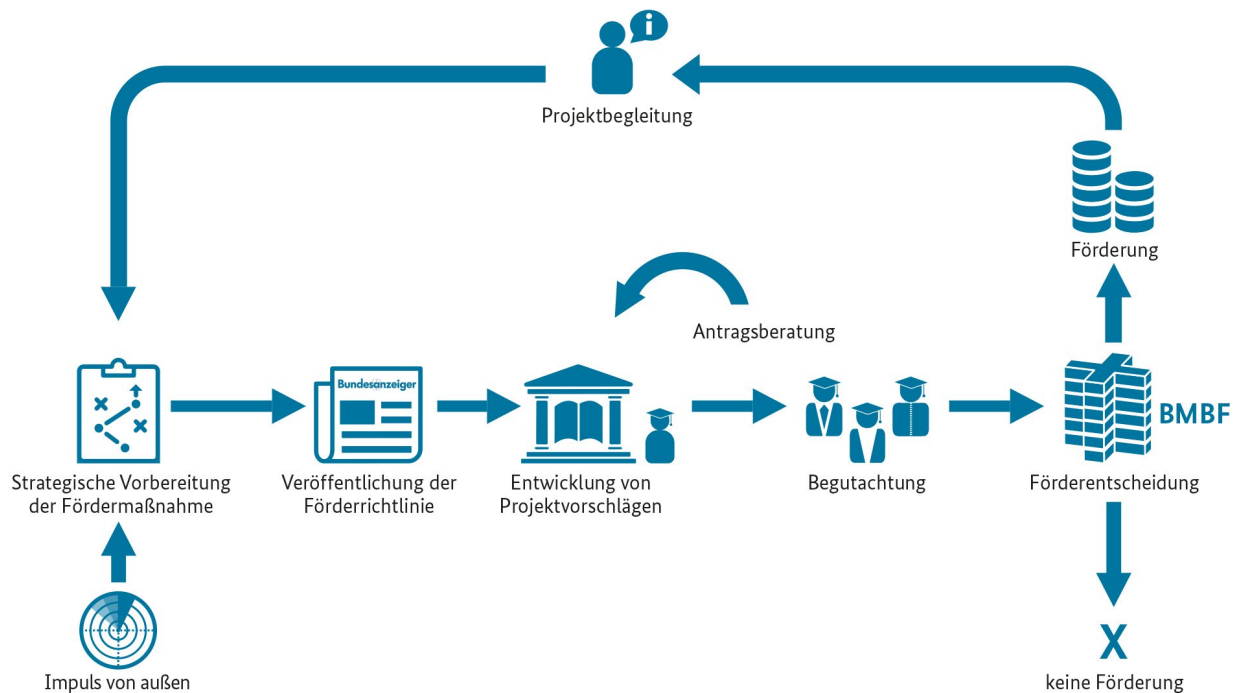 i
Projektbegleitung
Förderung
Antragsberatung
Bundesanzeiger
BMBF
Strategische Vorbereitung
der Fördermaßnahme
Veröffentlichung der
Förderrichtlinie
Entwicklung von
Projektvorschlägen
Begutachtung
Förderentscheidung
X
Impuls von außen
keine Förderung